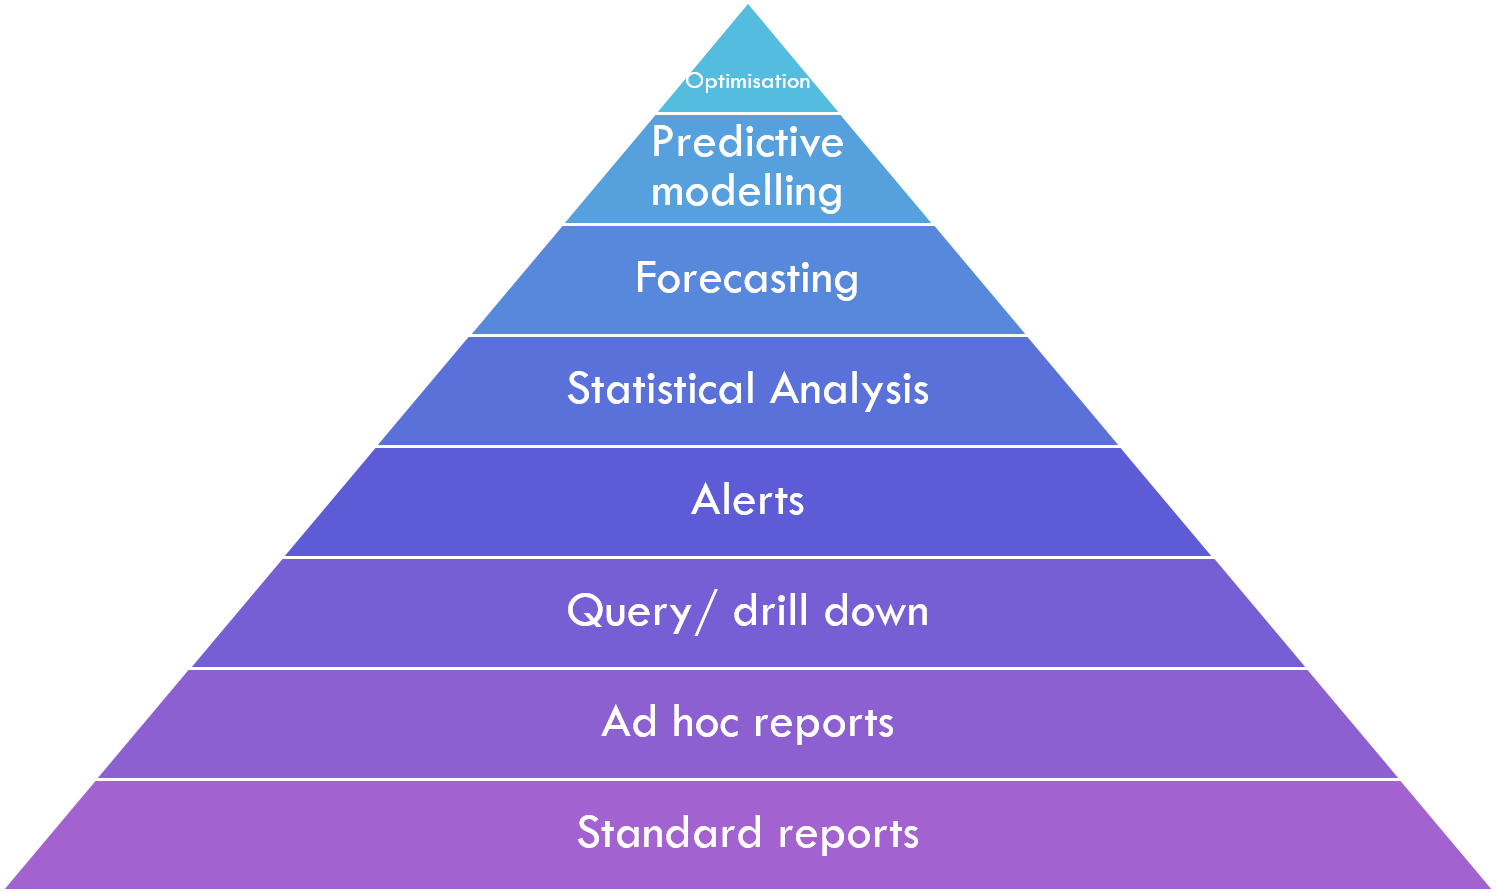 Optimisation
Predictive
modelling
Forecasting
Statistical Analysis
Alerts
Query/ drill down
Ad hoc reports
Standard reports